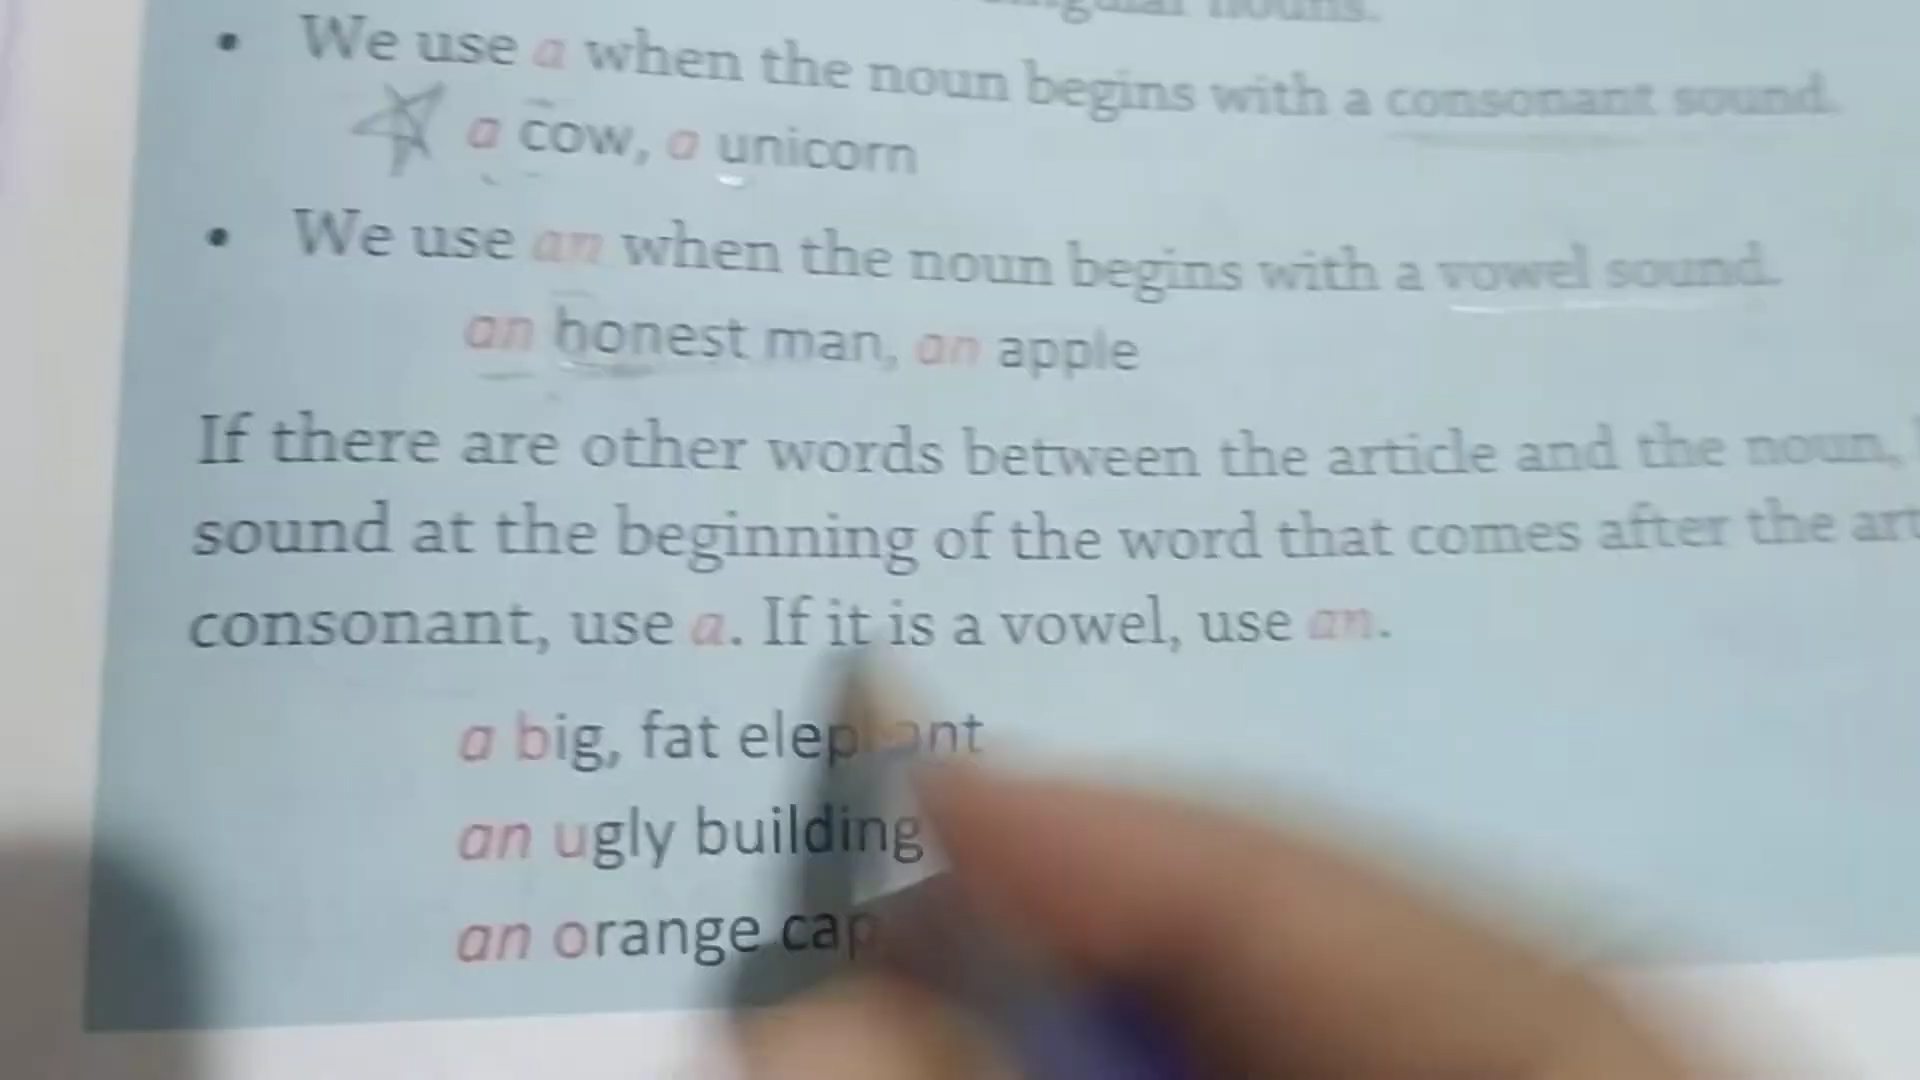 nouns.
• We use a when the noun begins with a consonant sound.
a cow, a unicorn
• We use an when the noun begins with a vowel sound.
an honest man, an apple
If there are other words between the article and the noun,
sound at the beginning of the word that comes after the art
consonant, use a. If it is a vowel, use an.
a big, fat elephant
an ugly building
an orange cap